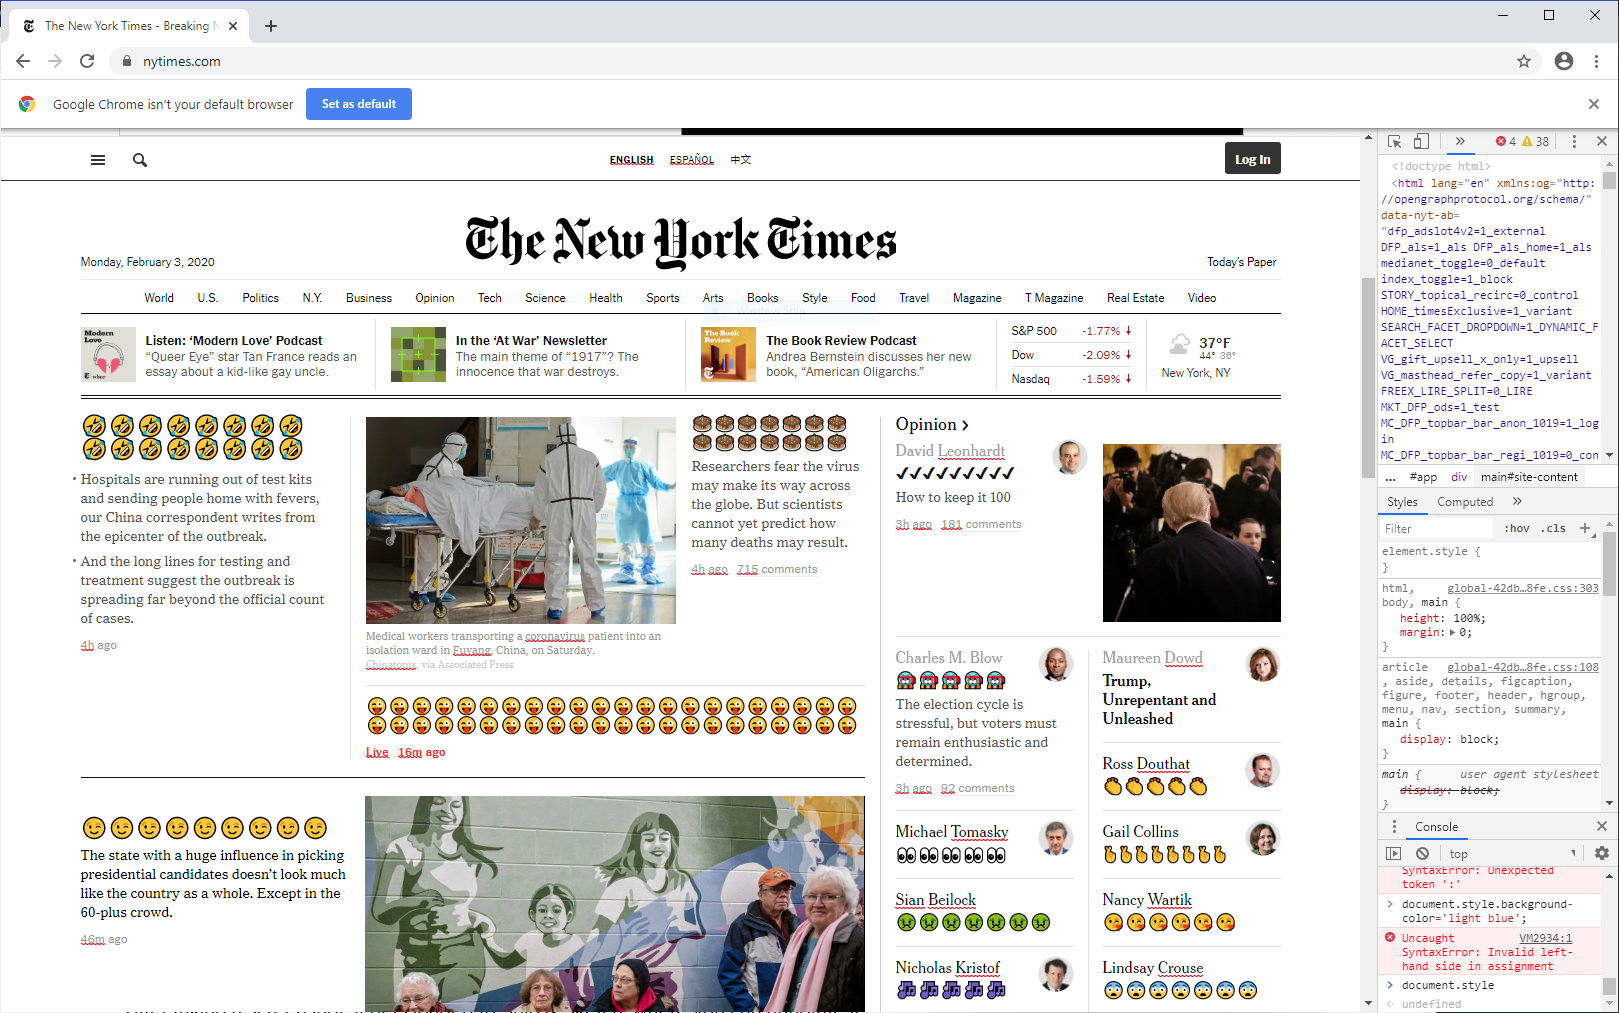 The New York Times - Breaking N
nytimes.com
Google Chrome isn't your default browser
Set as default
ENGLISH ESPAÑOL 中文
Log In
The New York Times
Monday, February 3, 2020
Today's Paper
World U.S. Politics N.Y. Business Opinion Tech Science Health Sports Arts Books Style Food Travel Magazine T Magazine Real Estate Video
Window Snip
Modern
Love
Listen: ‘Modern Love’ Podcast
“Queer Eye” star Tan France reads an
essay about a kid-like gay uncle.
In the ‘At War’ Newsletter
The main theme of “1917”? The
innocence that war destroys.
The Book
Review
The Book Review Podcast
Andrea Bernstein discusses her new
book, “American Oligarchs.”
S&P 500 -1.77% ↓
Dow -2.09% ↓
Nasdaq -1.59% ↓
37°F
44° 36°
New York, NY
🤣🤣🤣🤣🤣🤣🤣🤣
🤣🤣🤣🤣🤣🤣🤣🤣
• Hospitals are running out of test kits
and sending people home with fevers,
our China correspondent writes from
the epicenter of the outbreak.
• And the long lines for testing and
treatment suggest the outbreak is
spreading far beyond the official count
of cases.
4h ago
Medical workers transporting a coronavirus patient into an
isolation ward in Fuyang, China, on Saturday.
Chinatopix, via Associated Press
🎂🎂🎂🎂🎂🎂🎂
🎂🎂🎂🎂🎂🎂🎂
Researchers fear the virus
may make its way across
the globe. But scientists
cannot yet predict how
many deaths may result.
4h ago 715 comments
😜😜😜😜😜😜😜😜😜😜😜😜😜😜😜😜😜😜😜😜😜😜
😜😜😜😜😜😜😜😜😜😜😜😜😜😜😜😜😜😜😜😜😜😜
Live 16m ago
😉😉😉😉😉😉😉😉😉
The state with a huge influence in picking
presidential candidates doesn’t look much
like the country as a whole. Except in the
60-plus crowd.
46m ago
Opinion >
David Leonhardt
✔✔✔✔✔✔✔✔✔
How to keep it 100
3h ago 181 comments
Charles M. Blow
The election cycle is
stressful, but voters must
remain enthusiastic and
determined.
3h ago 92 comments
Maureen Dowd
Trump,
Unrepentant and
Unleashed
Ross Douthat
👏👏👏👏👏
Michael Tomasky
👀👀👀👀👀
Gail Collins
Sian Beilock
🤢🤢🤢🤢🤢🤢🤢
Nancy Wartik
😘😘😘😘😘😘
Nicholas Kristof
🎶🎶🎶🎶🎶
Lindsay Crouse
😨😨😨😨😨😨😨
4 38
<!doctype html>
<html lang="en" xmlns:og="http:
//opengraphprotocol.org/schema/"
data-nyt-ab=
"dfp_adslot4v2=1_external
DFP_als=1_als DFP_als_home=1_als
medianet_toggle=0_default
index_toggle=1_block
STORY_topical_recirc=0_control
HOME_timesExclusive=1_variant
SEARCH_FACET_DROPDOWN=1_DYNAMIC_F
ACET_SELECT
VG_gift_upsell_x_only=1_upsell
VG_masthead_refer_copy=1_variant
FREEX_LIRE_SPLIT=0_LIRE
MKT_DFP_ods=1_test
MC_DFP_topbar_bar_anon_1019=1_log
in
MC_DFP_topbar_bar_regi_1019=0_con
... #app div main#site-content
Styles Computed »
Filter :hov .cls +
element.style {
}
html, global-42db…8fe.css:303
body, main {
height: 100%;
margin: ▸ 0;
}
article global-42db…8fe.css:108
, aside, details, figcaption,
figure, footer, header, hgroup,
menu, nav, section, summary,
main {
display: block;
}
main { user agent stylesheet
display: block;
}
Console
top
SyntaxError: Unexpected
token ':'
document.style.background-
color='light blue';
Uncaught VM2934:1
SyntaxError: Invalid left-
hand side in assignment
document.style
undefined